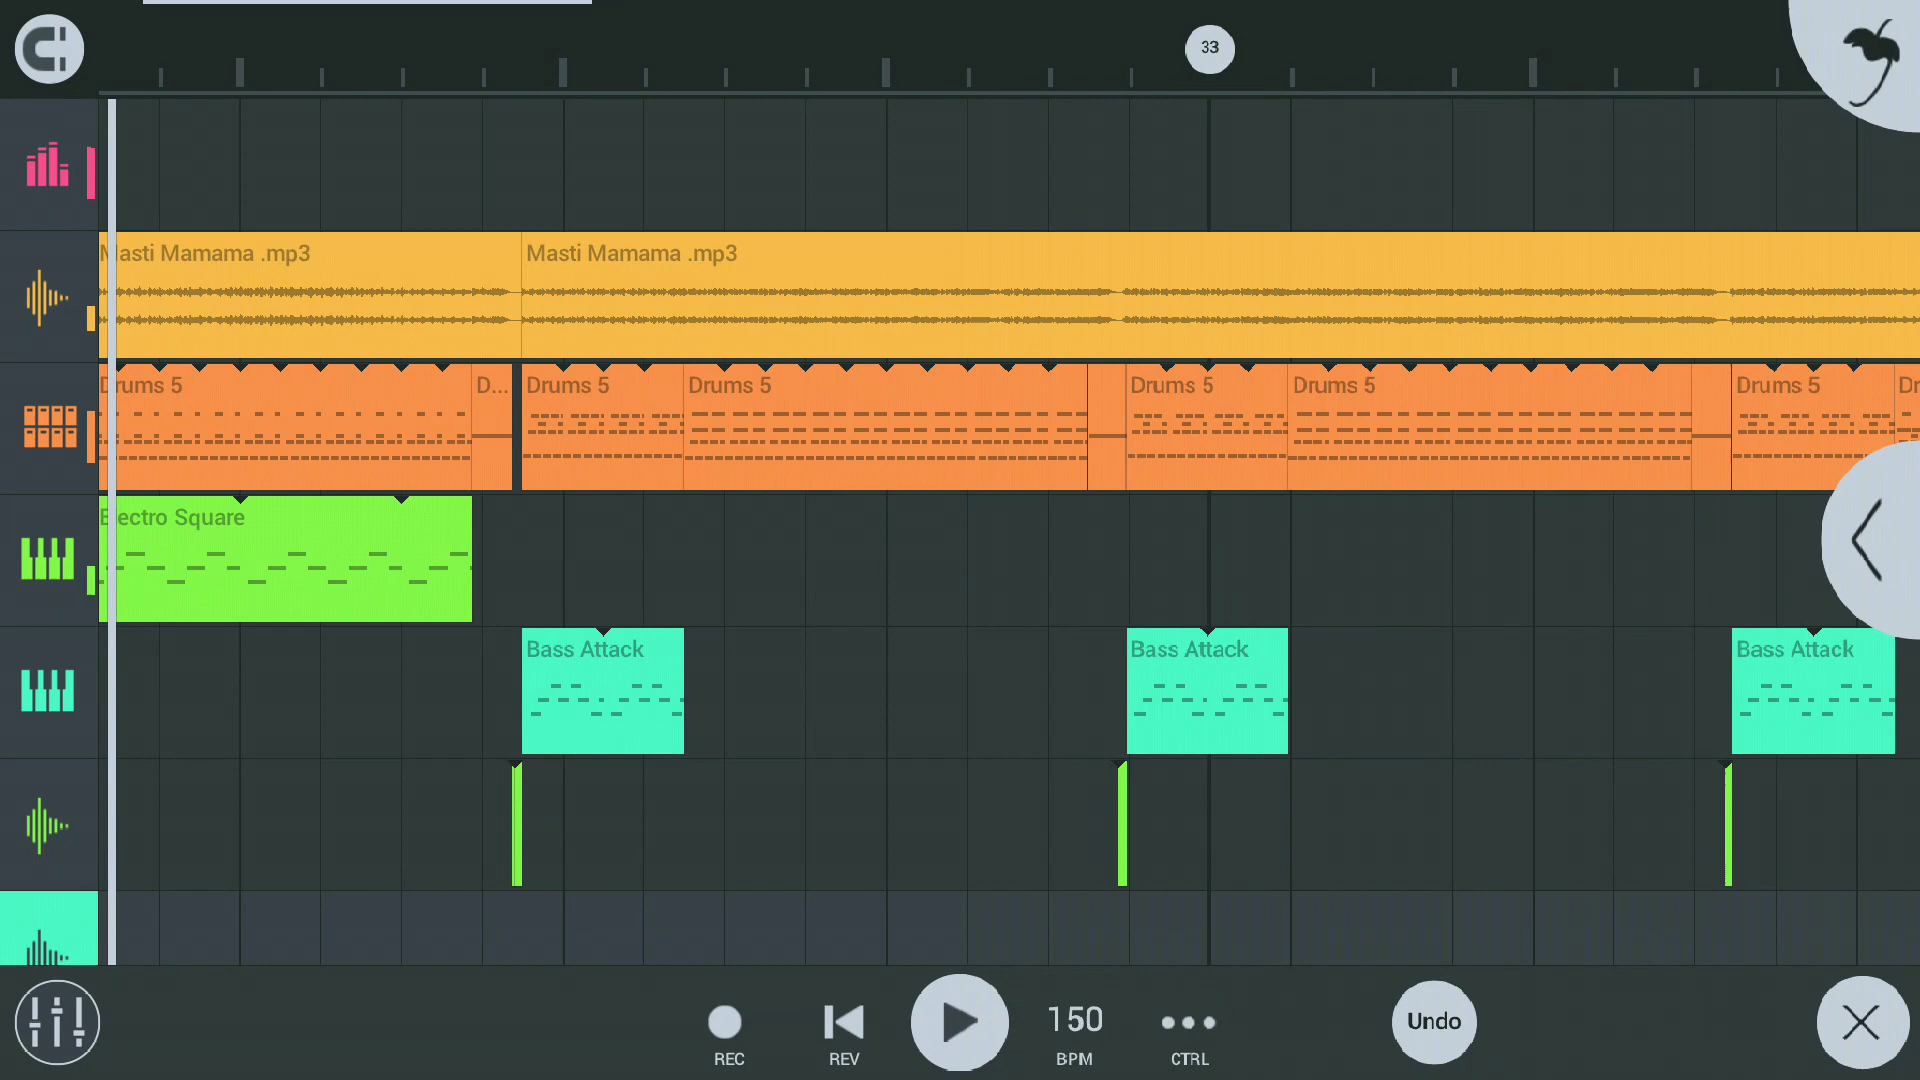 33
Masti Mamama .mp3
Masti Mamama .mp3
Drums 5
D...
Drums 5
Drums 5
Drums 5
Drums 5
Drums 5
Dr
Electro Square
Bass Attack
Bass Attack
Bass Attack
150
Undo
REC
REV
BPM
CTRL